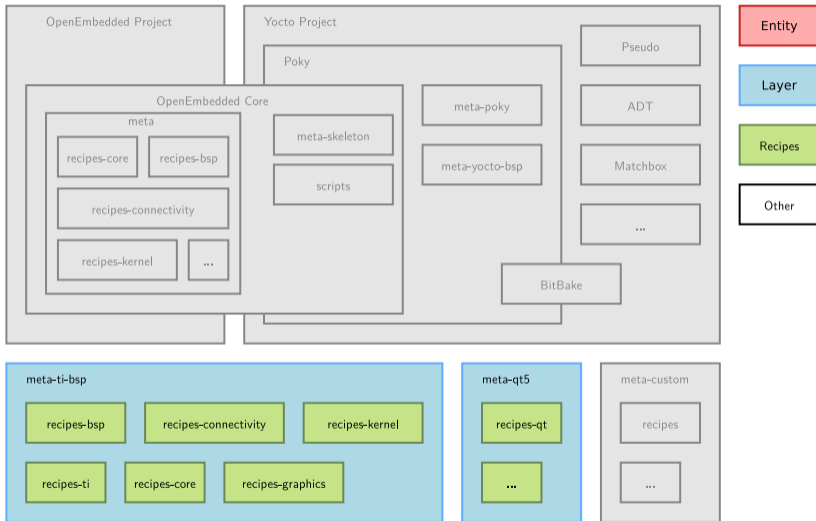 OpenEmbedded Project
Yocto Project
Entity
Pseudo
Poky
Layer
OpenEmbedded Core
meta-poky
ADT
meta
meta-skeleton
recipes-core
recipes-bsp
meta-yocto-bsp
Matchbox
Recipes
scripts
recipes-connectivity
Other
...
recipes-kernel
...
BitBake
meta-ti-bsp
meta-qt5
meta-custom
recipes-bsp
recipes-connectivity
recipes-kernel
recipes-qt
recipes
recipes-ti
recipes-core
recipes-graphics
...
...